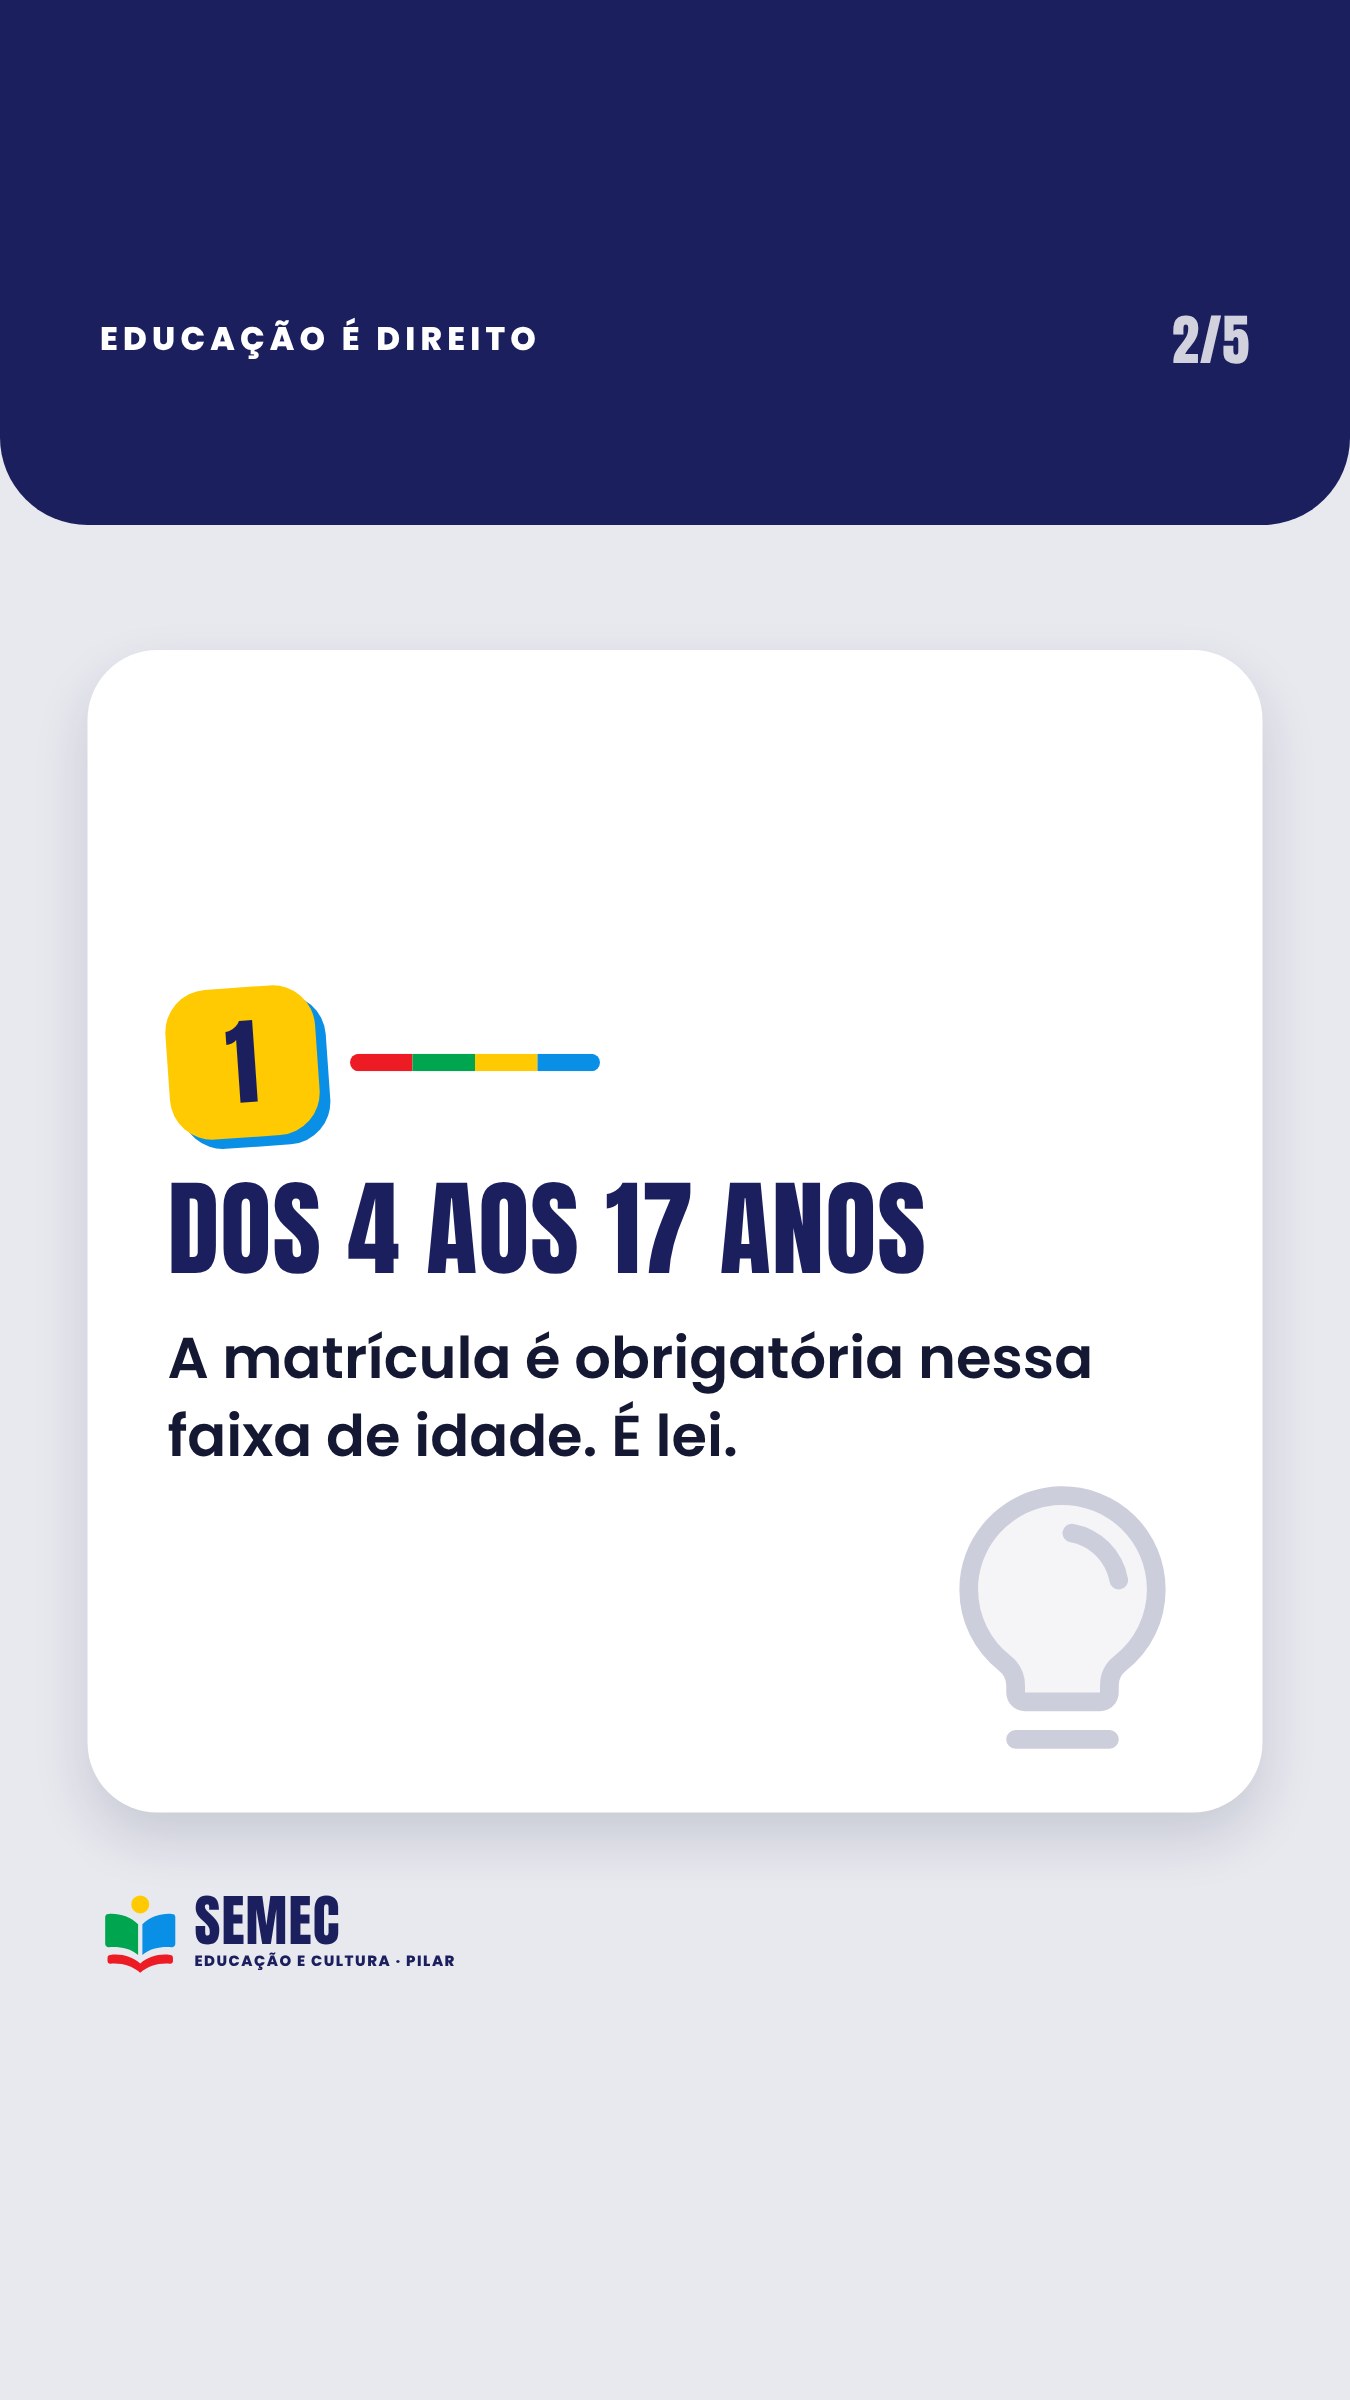 EDUCAÇÃO É DIREITO
2/5
1
DOS 4 AOS 17 ANOS
A matrícula é obrigatória nessa
faixa de idade. É lei.
SEMEC
EDUCAÇÃO E CULTURA · PILAR